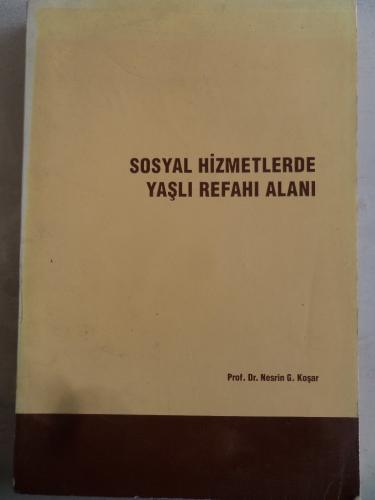 SOSYAL HİZMETLERDE
YAŞLI REFAHI ALANI
Prof. Dr. Nesrin G. Koşar